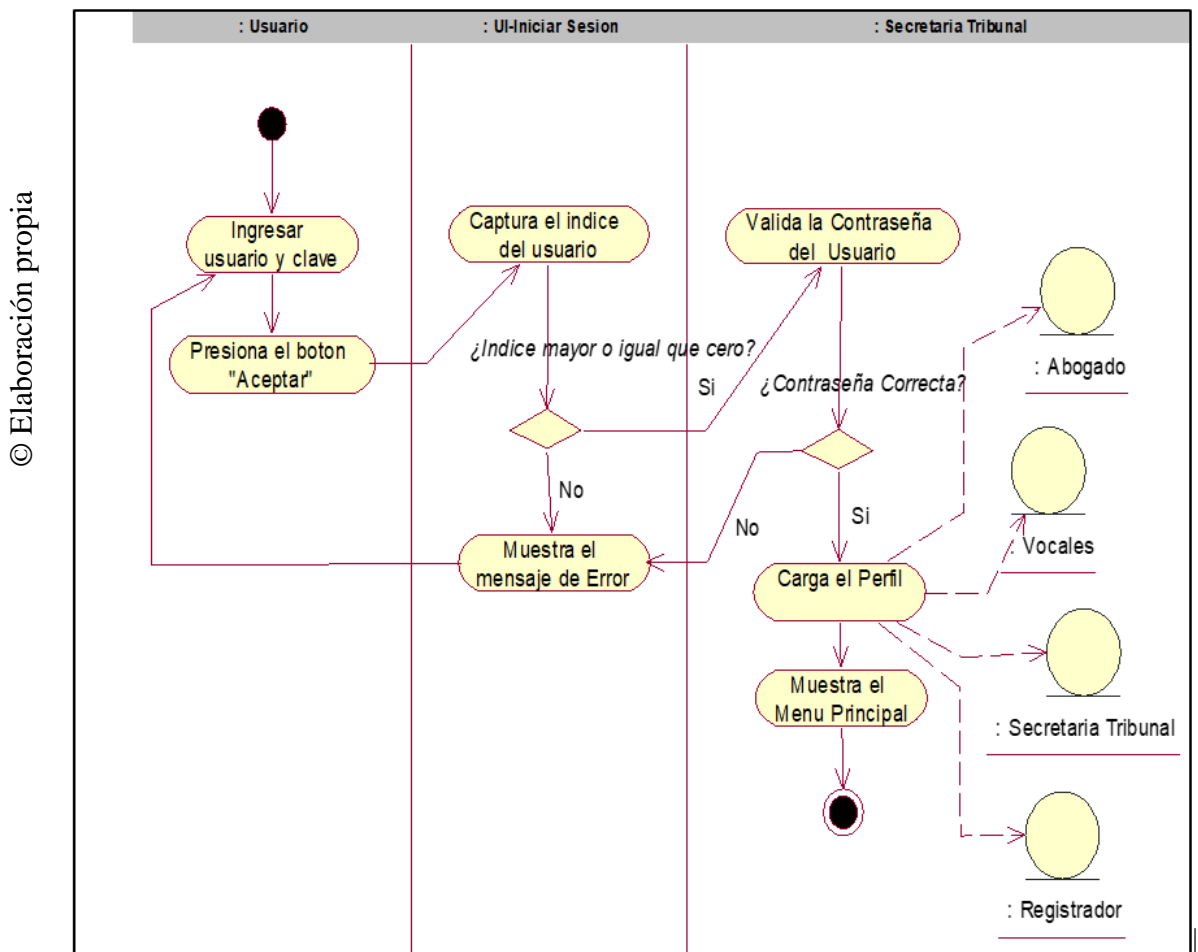 © Elaboración propia
: Usuario
: UI-Iniciar Sesion
: Secretaria Tribunal
Ingresar
usuario y clave
Presiona el boton
"Aceptar"
Captura el indice
del usuario
¿Indice mayor o igual que cero?
Si
No
Muestra el
mensaje de Error
Valida la Contraseña
del Usuario
¿Contraseña Correcta?
No
Si
Carga el Perfil
Muestra el
Menu Principal
: Abogado
: Vocales
: Secretaria Tribunal
: Registrador